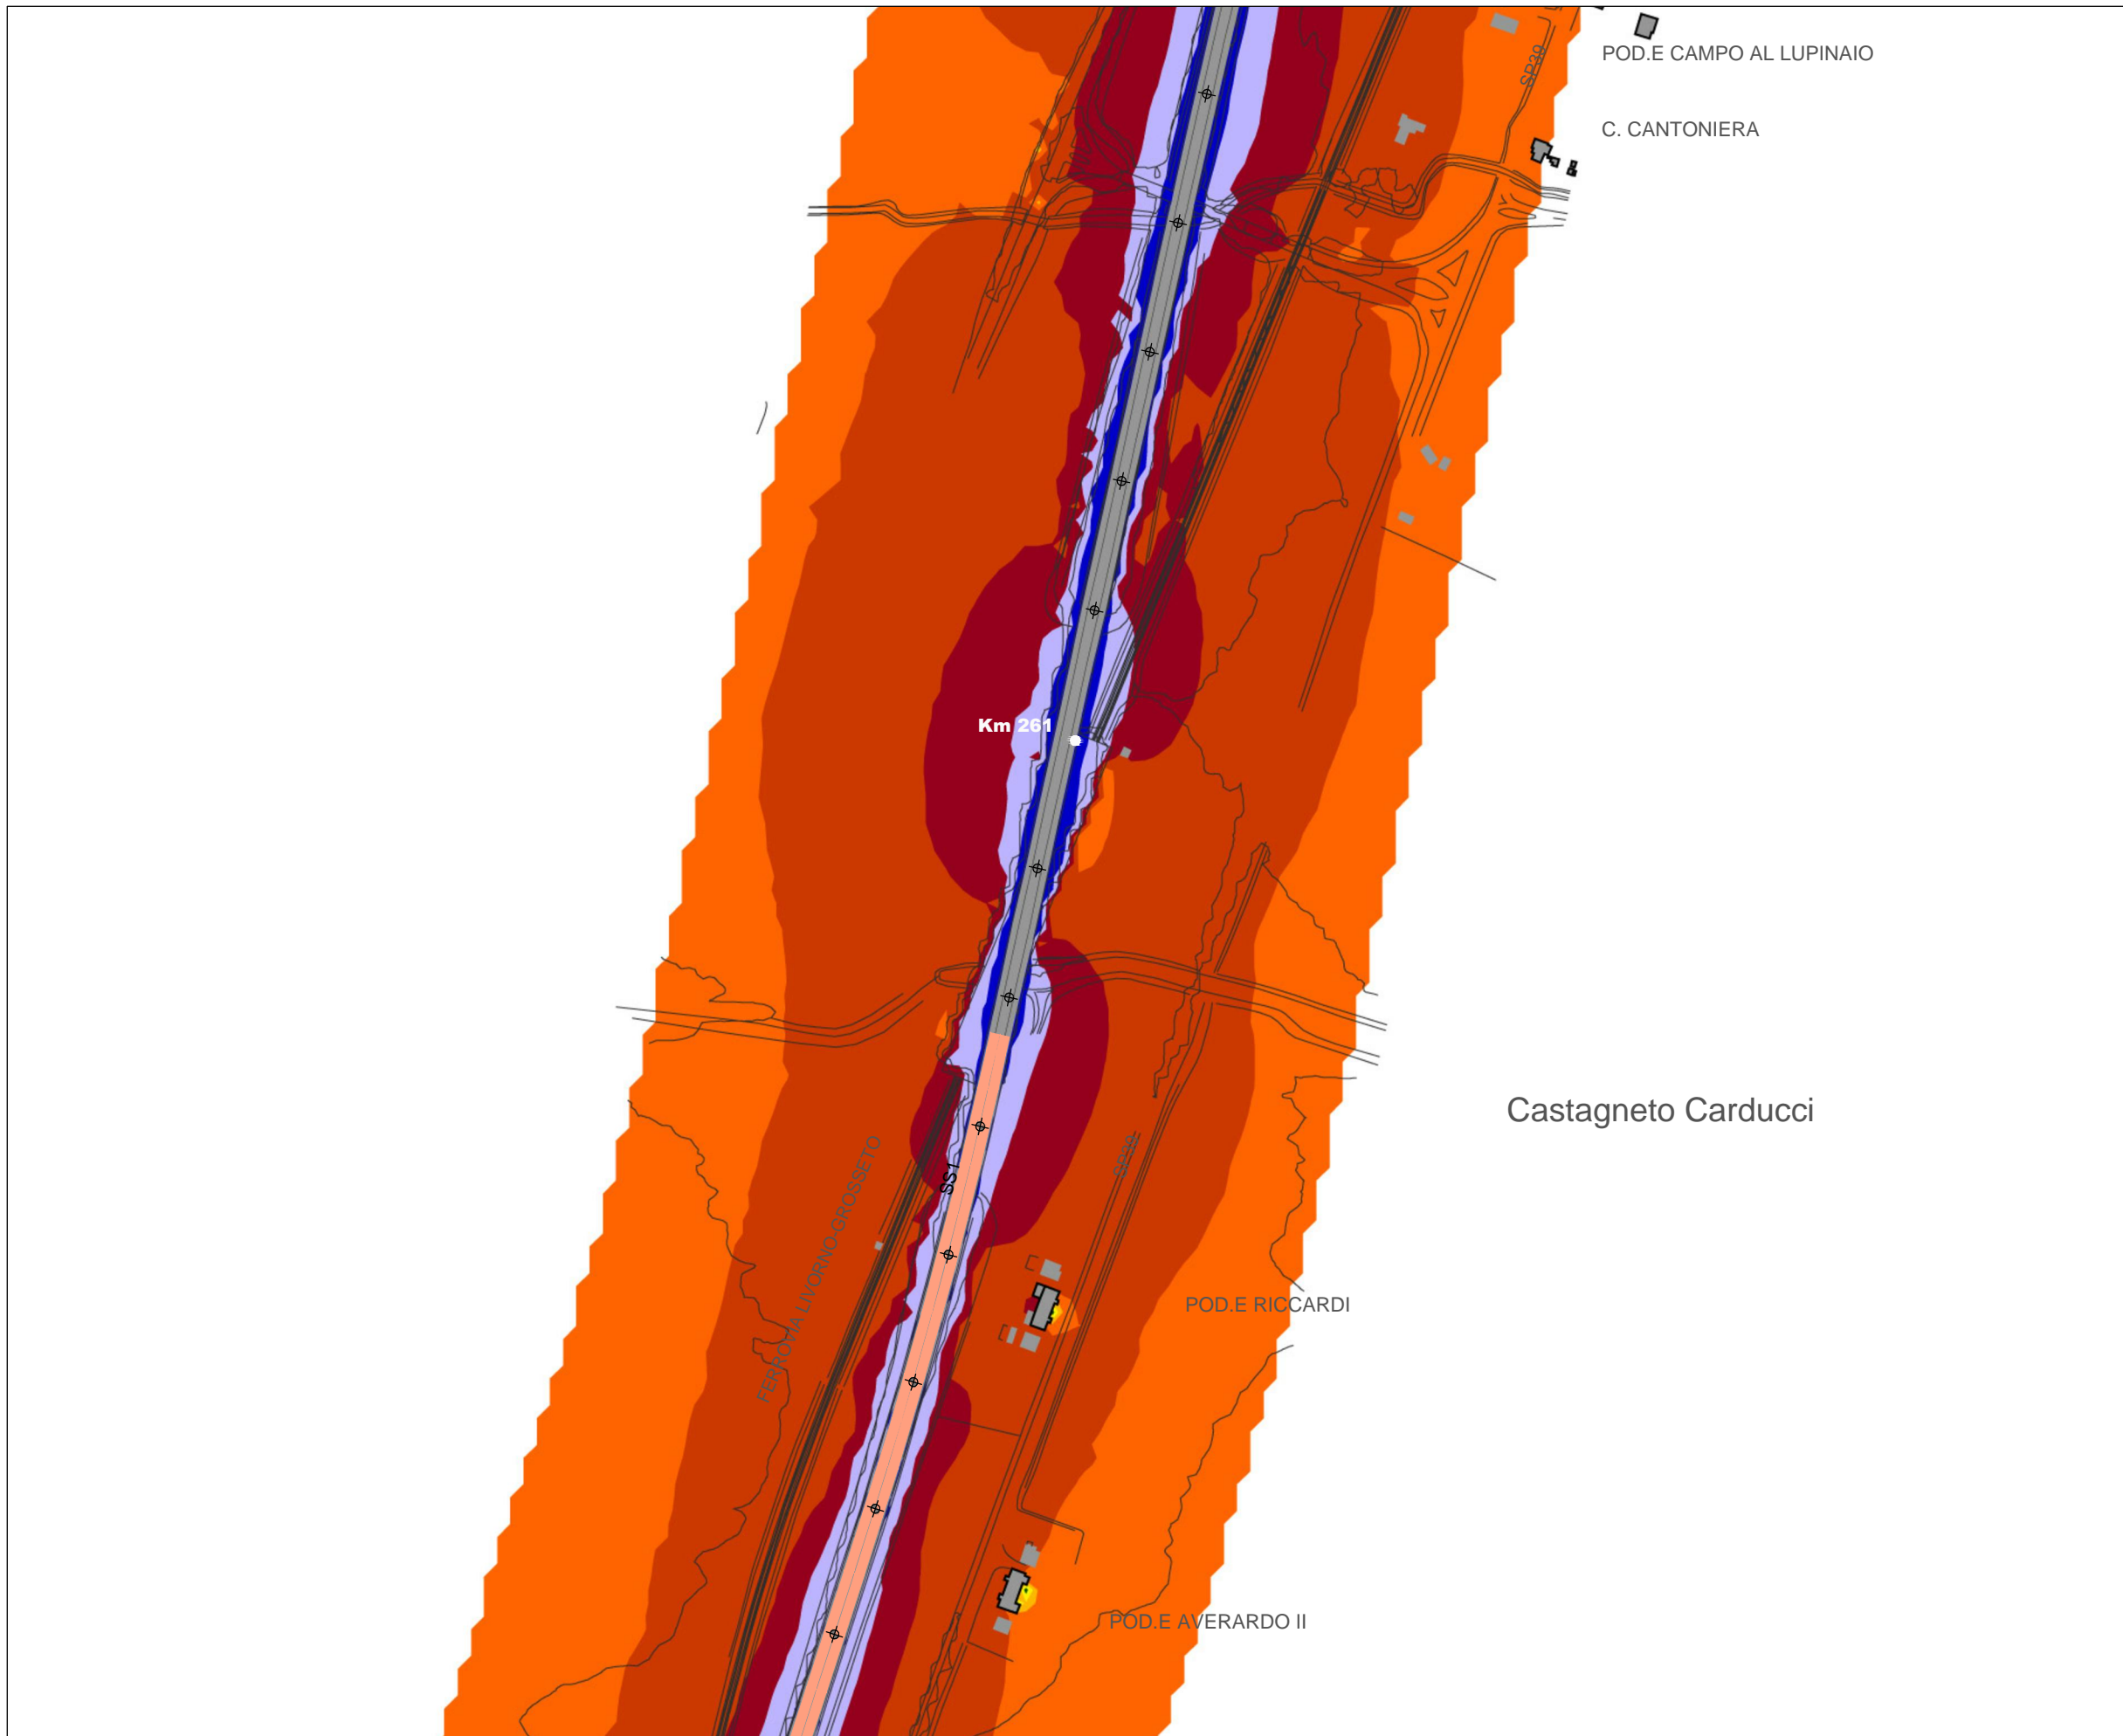 SP39
POD.E CAMPO AL LUPINAIO
C. CANTONIERA
Km 261
Castagneto Carducci
SP39
SS1
FERROVIA LIVORNO-GROSSETO
POD.E RICCARDI
POD.E AVERARDO II